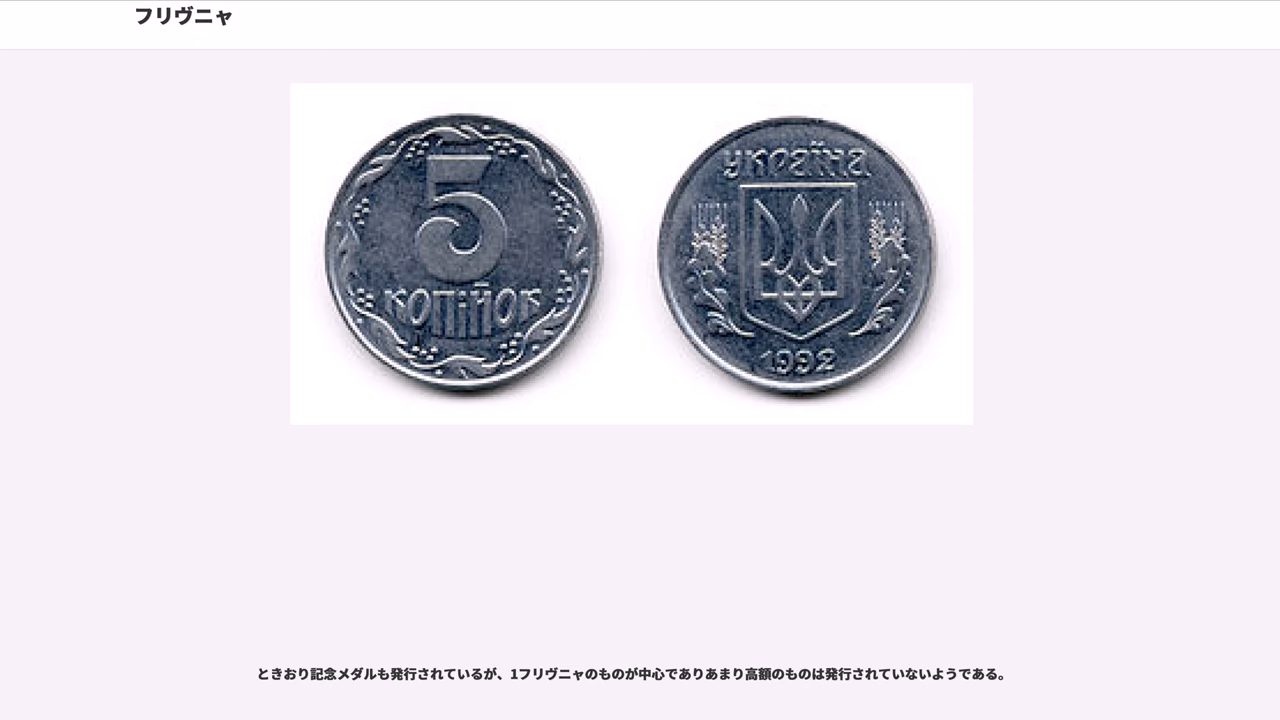 フリヴニャ
5
КОПІЙОК
УКРАЇНА
1992
ときおり記念メダルも発行されているが、1フリヴニャのものが中心でありあまり高額のものは発行されていないようである。